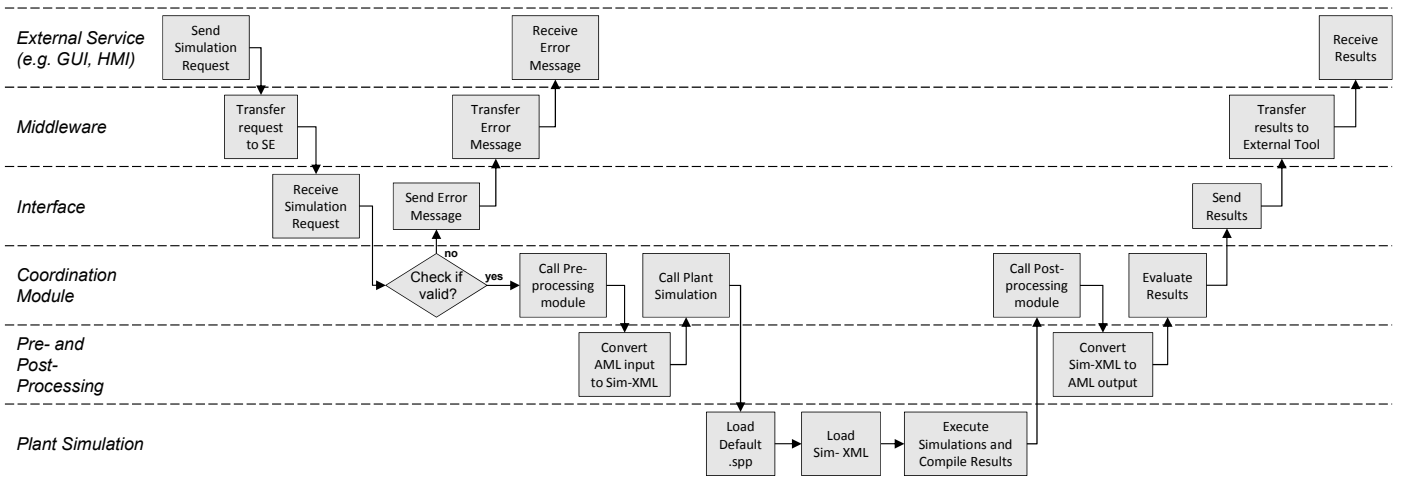 External Service
(e.g. GUI, HMI)
Send
Simulation
Request
Receive
Error
Message
Receive
Results
Middleware
Transfer
request
to SE
Transfer
Error
Message
Transfer
results to
External Tool
Interface
Receive
Simulation
Request
Send Error
Message
Send
Results
Coordination
Module
no
Check if
valid?
yes
Call Pre-
processing
module
Call Plant
Simulation
Call Post-
processing
module
Evaluate
Results
Pre- and
Post-
Processing
Convert
AML input
to Sim-XML
Convert
Sim-XML to
AML output
Plant Simulation
Load
Default
.spp
Load
Sim- XML
Execute
Simulations and
Compile Results